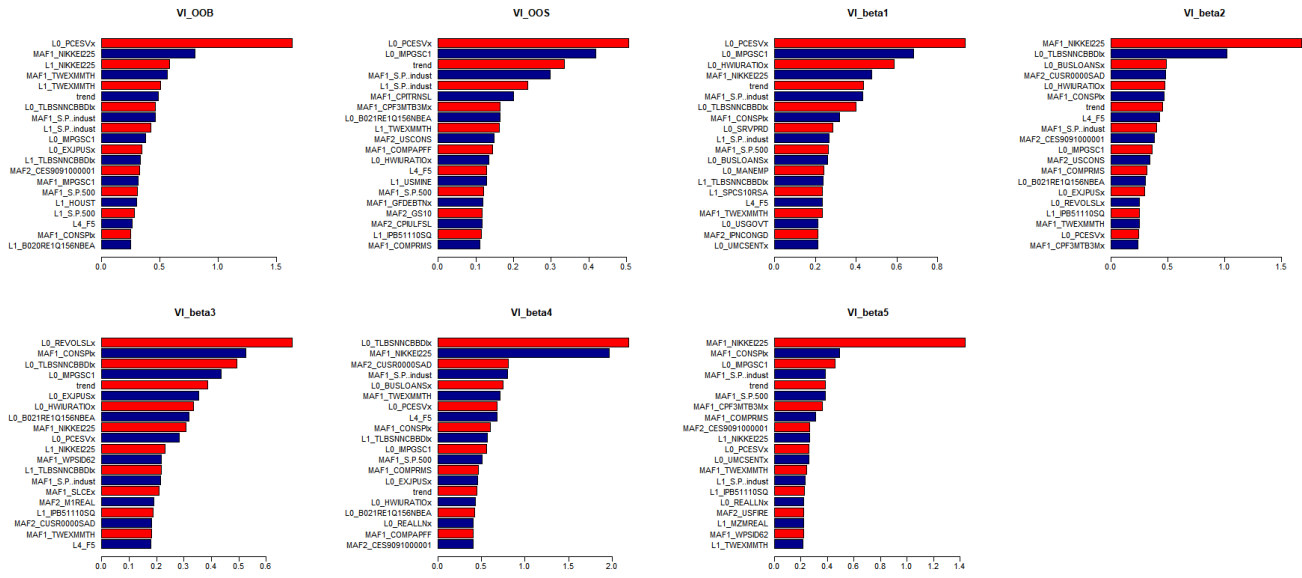 VI_OOB
L0_PCESVx
MAF1_NIKKEI225
L1_NIKKEI225
MAF1_TWEXMMTH
L1_TWEXMMTH
trend
L0_TLBSNNCBBDIx
MAF1_S.P..indust
L1_S.P..indust
L0_IMPGSC1
L0_EXJPUSx
L1_TLBSNNCBBDIx
MAF2_CES9091000001
MAF1_IMPGSC1
MAF1_S.P.500
L1_HOUST
L1_S.P.500
L4_F5
MAF1_CONSPIx
L1_B020RE1Q156NBEA
0.0 0.5 1.0 1.5
VI_OOS
L0_PCESVx
L0_IMPGSC1
trend
MAF1_S.P..indust
L1_S.P..indust
MAF1_CPITRNSL
MAF1_CPF3MTB3Mx
L0_B021RE1Q156NBEA
L1_TWEXMMTH
MAF2_USCONS
MAF1_COMPAPFF
L0_HWIURATIOx
L4_F5
L1_USMINE
MAF1_S.P.500
MAF1_GFDEBTNx
MAF2_GS10
MAF2_CPIULFSL
L1_IPB51110SQ
MAF1_COMPRMS
0.0 0.1 0.2 0.3 0.4 0.5
VI_beta1
L0_PCESVx
L0_IMPGSC1
L0_HWIURATIOx
MAF1_NIKKEI225
trend
MAF1_S.P..indust
L0_TLBSNNCBBDIx
MAF1_CONSPIx
L0_SRVPRD
L1_S.P..indust
MAF1_S.P.500
L0_BUSLOANSx
L0_MANEMP
L1_TLBSNNCBBDIx
L1_SPCS10RSA
L4_F5
MAF1_TWEXMMTH
L0_USGOVT
MAF2_IPNCONGD
L0_UMCSENTx
0.0 0.2 0.4 0.6 0.8
VI_beta2
MAF1_NIKKEI225
L0_TLBSNNCBBDIx
L0_BUSLOANSx
MAF2_CUSR0000SAD
L0_HWIURATIOx
MAF1_CONSPIx
trend
L4_F5
MAF1_S.P..indust
MAF2_CES9091000001
L0_IMPGSC1
MAF2_USCONS
MAF1_COMPRMS
L0_B021RE1Q156NBEA
L0_EXJPUSx
L0_REVOLSLx
L1_IPB51110SQ
MAF1_TWEXMMTH
L0_PCESVx
MAF1_CPF3MTB3Mx
0.0 0.5 1.0 1.5
VI_beta3
L0_REVOLSLx
MAF1_CONSPIx
L0_TLBSNNCBBDIx
L0_IMPGSC1
trend
L0_EXJPUSx
L0_HWIURATIOx
L0_B021RE1Q156NBEA
MAF1_NIKKEI225
L0_PCESVx
L1_NIKKEI225
MAF1_WPSID62
L1_TLBSNNCBBDIx
MAF1_S.P..indust
MAF1_SLCEx
MAF2_M1REAL
L1_IPB51110SQ
MAF2_CUSR0000SAD
MAF1_TWEXMMTH
L4_F5
0.0 0.1 0.2 0.3 0.4 0.5 0.6
VI_beta4
L0_TLBSNNCBBDIx
MAF1_NIKKEI225
MAF2_CUSR0000SAD
MAF1_S.P..indust
L0_BUSLOANSx
MAF1_TWEXMMTH
L0_PCESVx
L4_F5
MAF1_CONSPIx
L1_TLBSNNCBBDIx
L0_IMPGSC1
MAF1_S.P.500
MAF1_COMPRMS
L0_EXJPUSx
trend
L0_HWIURATIOx
L0_B021RE1Q156NBEA
L0_REALLNx
MAF1_COMPAPFF
MAF2_CES9091000001
0.0 0.5 1.0 1.5 2.0
VI_beta5
MAF1_NIKKEI225
MAF1_CONSPIx
L0_IMPGSC1
MAF1_S.P..indust
trend
MAF1_S.P.500
MAF1_CPF3MTB3Mx
MAF1_COMPRMS
MAF2_CES9091000001
L1_NIKKEI225
L0_PCESVx
L0_UMCSENTx
MAF1_TWEXMMTH
L1_S.P..indust
L1_IPB51110SQ
L0_REALLNx
MAF2_USFIRE
L1_MZMREAL
MAF1_WPSID62
L1_TWEXMMTH
0.0 0.2 0.4 0.6 0.8 1.0 1.2 1.4